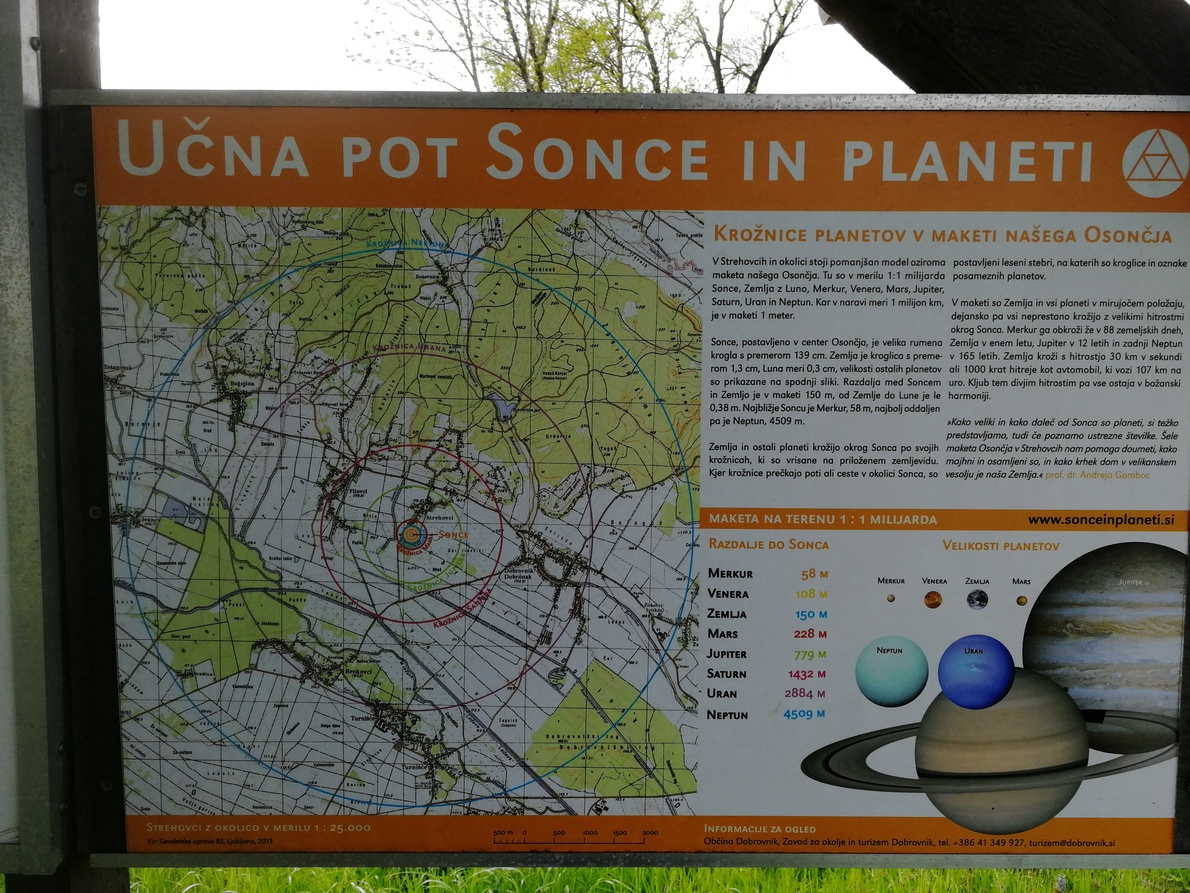 Učna pot Sonce in planeti
Krožnice planetov v maketi našega Osončja
V Strehovcih in okolici stoji pomanjšan model oziroma
maketa našega Osončja. Tu so v merilu 1:1 milijarda
Sonce, Zemlja z Luno, Merkur, Venera, Mars, Jupiter,
Saturn, Uran in Neptun. Kar v naravi meri 1 milijon km,
je v maketi 1 meter.
Sonce, postavljeno v center Osončja, je velika rumena
krogla s premerom 139 cm. Zemlja je kroglica s preme-
rom 1,3 cm, Luna meri 0,3 cm, velikosti ostalih planetov
so prikazane na spodnji sliki. Razdalja med Soncem
in Zemljo je v maketi 150 m, od Zemlje do Lune je le
0,38 m. Najbližje Soncu je Merkur, 58 m, najbolj oddaljen
pa je Neptun, 4509 m.
Zemlja in ostali planeti krožijo okrog Sonca po svojih
krožnicah, ki so vrisane na priloženem zemljevidu.
Kjer krožnice prečkajo poti ali ceste v okolici Sonca, so
postavljeni leseni stebri, na katerih so kroglice in oznake
posameznih planetov.
V maketi so Zemlja in vsi planeti v mirujočem položaju,
dejansko pa vsi neprestano krožijo z velikimi hitrostmi
okrog Sonca. Merkur ga obkroži že v 88 zemeljskih dneh,
Zemlja v enem letu, Jupiter v 12 letih in zadnji Neptun
v 165 letih. Zemlja kroži s hitrostjo 30 km v sekundi
ali 1000 krat hitreje kot avtomobil, ki vozi 107 km na
uro. Kljub tem divjim hitrostim pa vse ostaja v božanski
harmoniji.
»Kako veliki in kako daleč od Sonca so planeti, si težko
predstavljamo, tudi če poznamo ustrezne številke. Šele
maketa Osončja v Strehovcih nam pomaga doumeti, kako
majhni in osamljeni so, in kako krhek dom v velikanskem
vesolju je naša Zemlja.« prof. dr. Andreja Gomboc
Maketa na terenu 1 : 1 milijarda
www.sonceinplaneti.si
Razdalje do Sonca
Merkur 58 m
Venera 108 m
Zemlja 150 m
Mars 228 m
Jupiter 779 m
Saturn 1432 m
Uran 2884 m
Neptun 4509 m
Velikosti planetov
Merkur
Venera
Zemlja
Mars
Jupiter
Neptun
Uran
Krožnica Neptuna
Krožnica Urana
Krožnica Saturna
Bogojina
Filovci
Strehovci
Sonce
Dobrovnik
Dobronak
Renkovci
Turnišče
Dobrovniški log
Strehovci z okolico v merilu 1 : 25.000
Vir: Geodetska uprava RS, Ljubljana, 2013
500 m 0 500 1000 1500 2000
Informacije za ogled
Občina Dobrovnik, Zavod za okolje in turizem Dobrovnik, tel. +386 41 349 927, turizem@dobrovnik.si